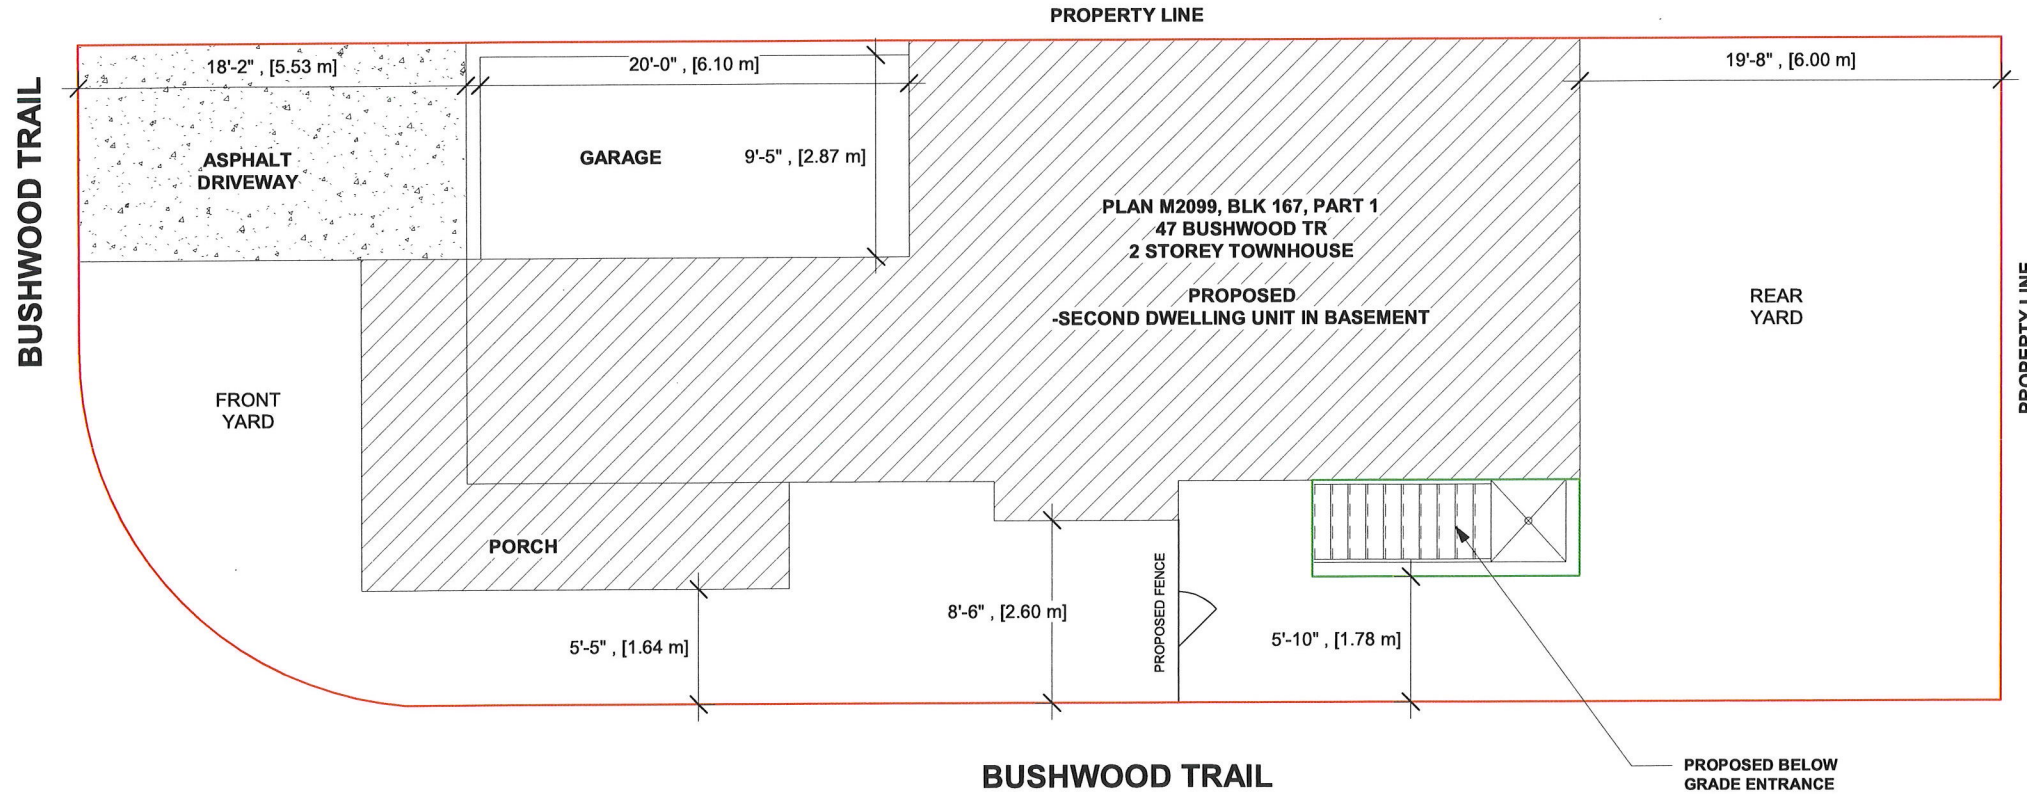 PROPERTY LINE
18'-2" , [5.53 m]
20'-0" , [6.10 m]
19'-8" , [6.00 m]
BUSHWOOD TRAIL
ASPHALT
DRIVEWAY
GARAGE
9'-5" , [2.87 m]
PLAN M2099, BLK 167, PART 1
47 BUSHWOOD TR
2 STOREY TOWNHOUSE
PROPOSED
-SECOND DWELLING UNIT IN BASEMENT
REAR
YARD
PROPERTY LINE
FRONT
YARD
PORCH
PROPOSED FENCE
8'-6" , [2.60 m]
5'-5" , [1.64 m]
5'-10" , [1.78 m]
BUSHWOOD TRAIL
PROPOSED BELOW
GRADE ENTRANCE